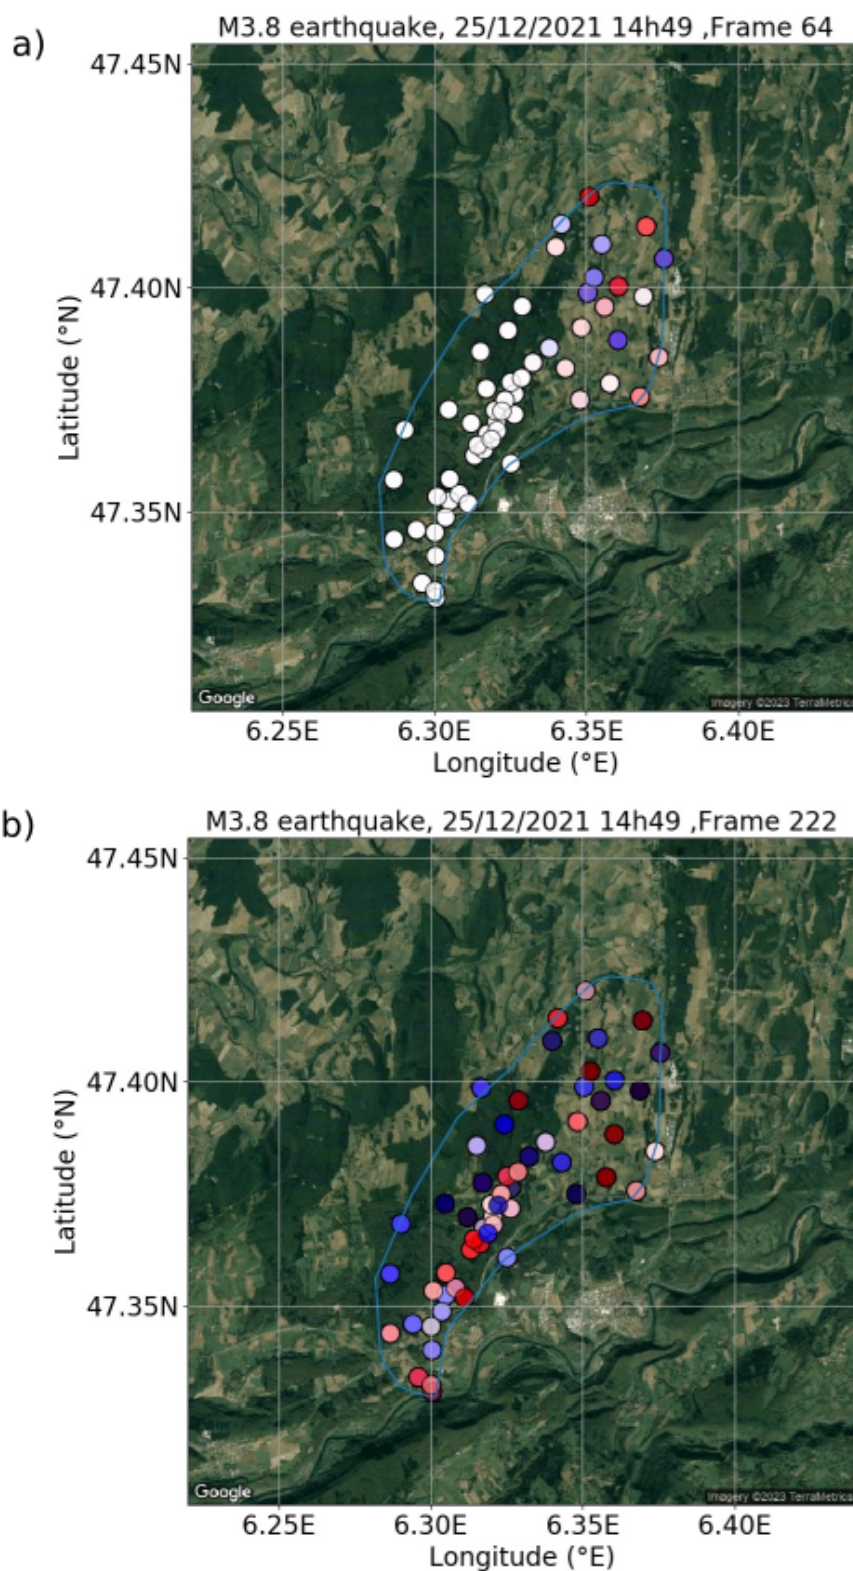 a)
M3.8 earthquake, 25/12/2021 14h49 ,Frame 64
47.45N
47.40N
47.35N
Latitude (°N)
Google
Imagery ©2023 TerraMetrics
6.25E 6.30E 6.35E 6.40E
Longitude (°E)
b)
M3.8 earthquake, 25/12/2021 14h49 ,Frame 222
47.45N
47.40N
47.35N
Latitude (°N)
Google
Imagery ©2023 TerraMetrics
6.25E 6.30E 6.35E 6.40E
Longitude (°E)